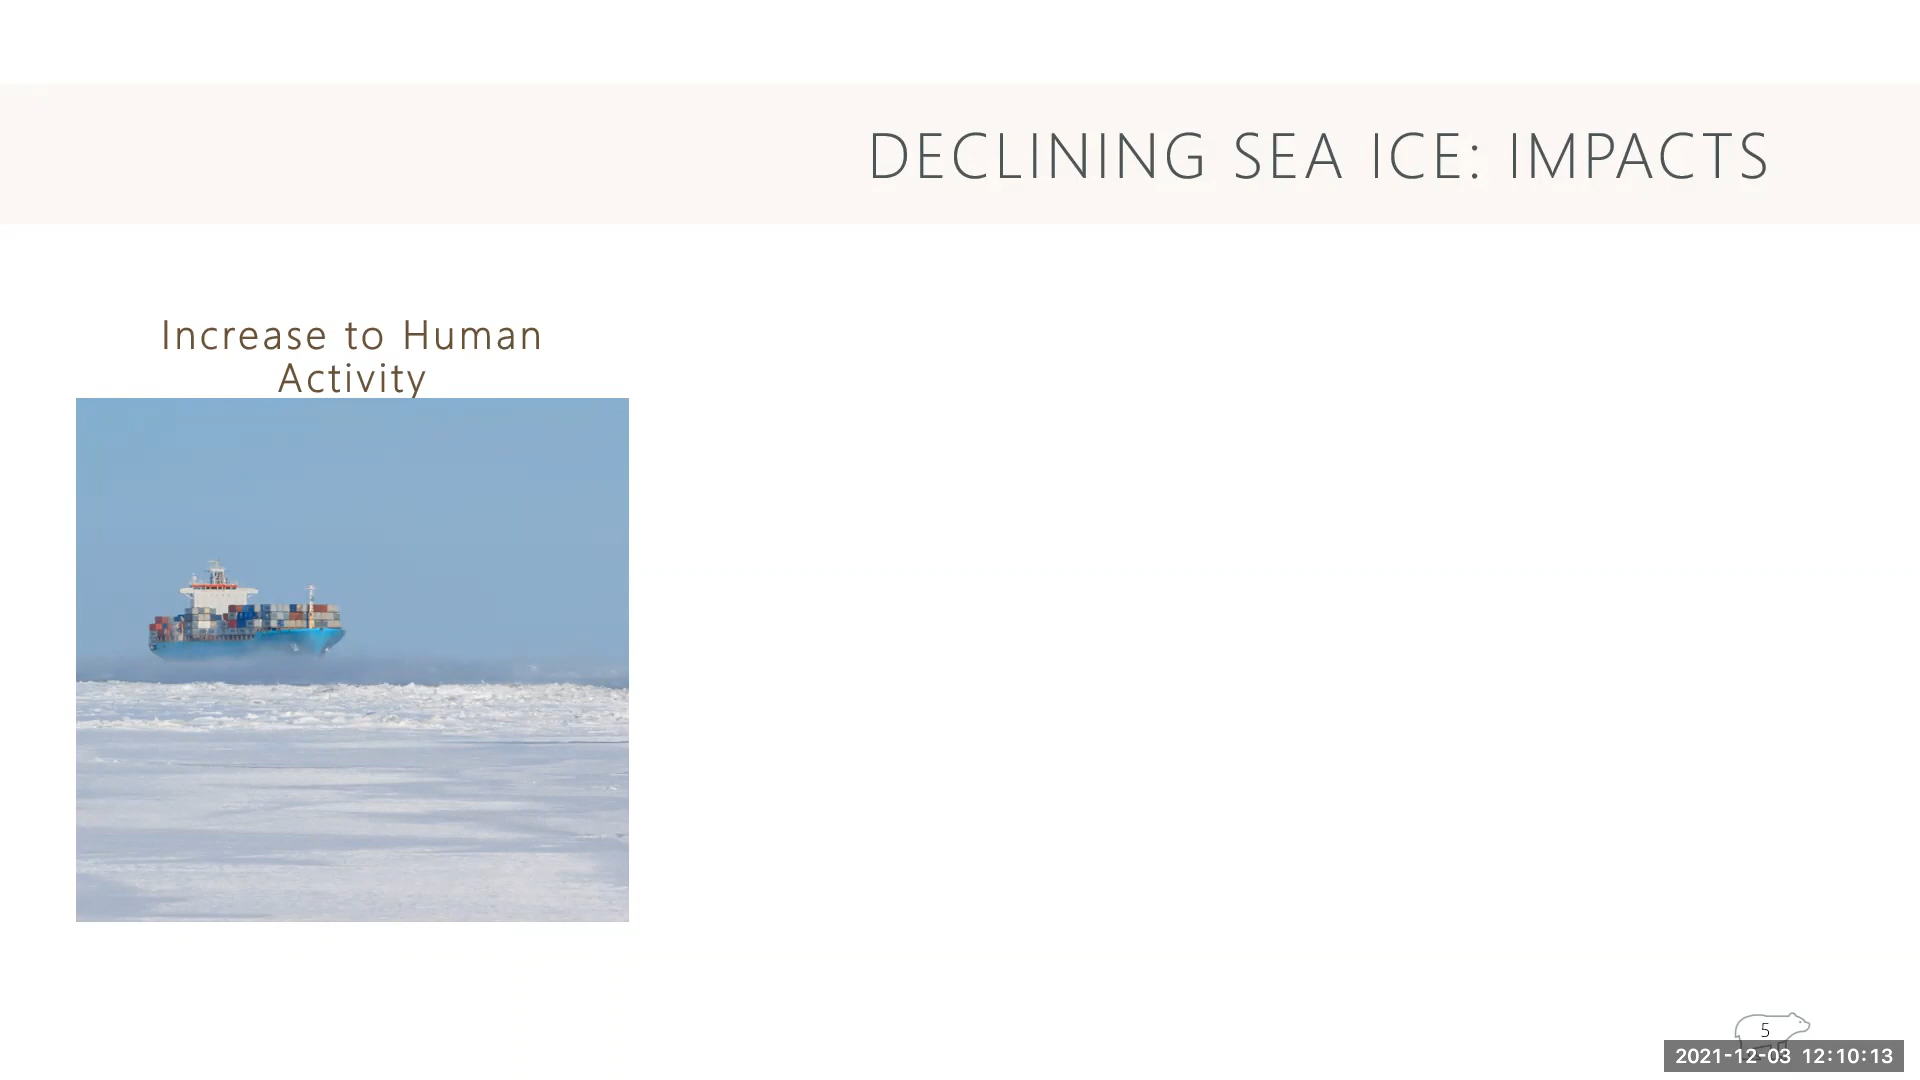 DECLINING SEA ICE: IMPACTS
Increase to Human
Activity
5
2021-12-03 12:10:13